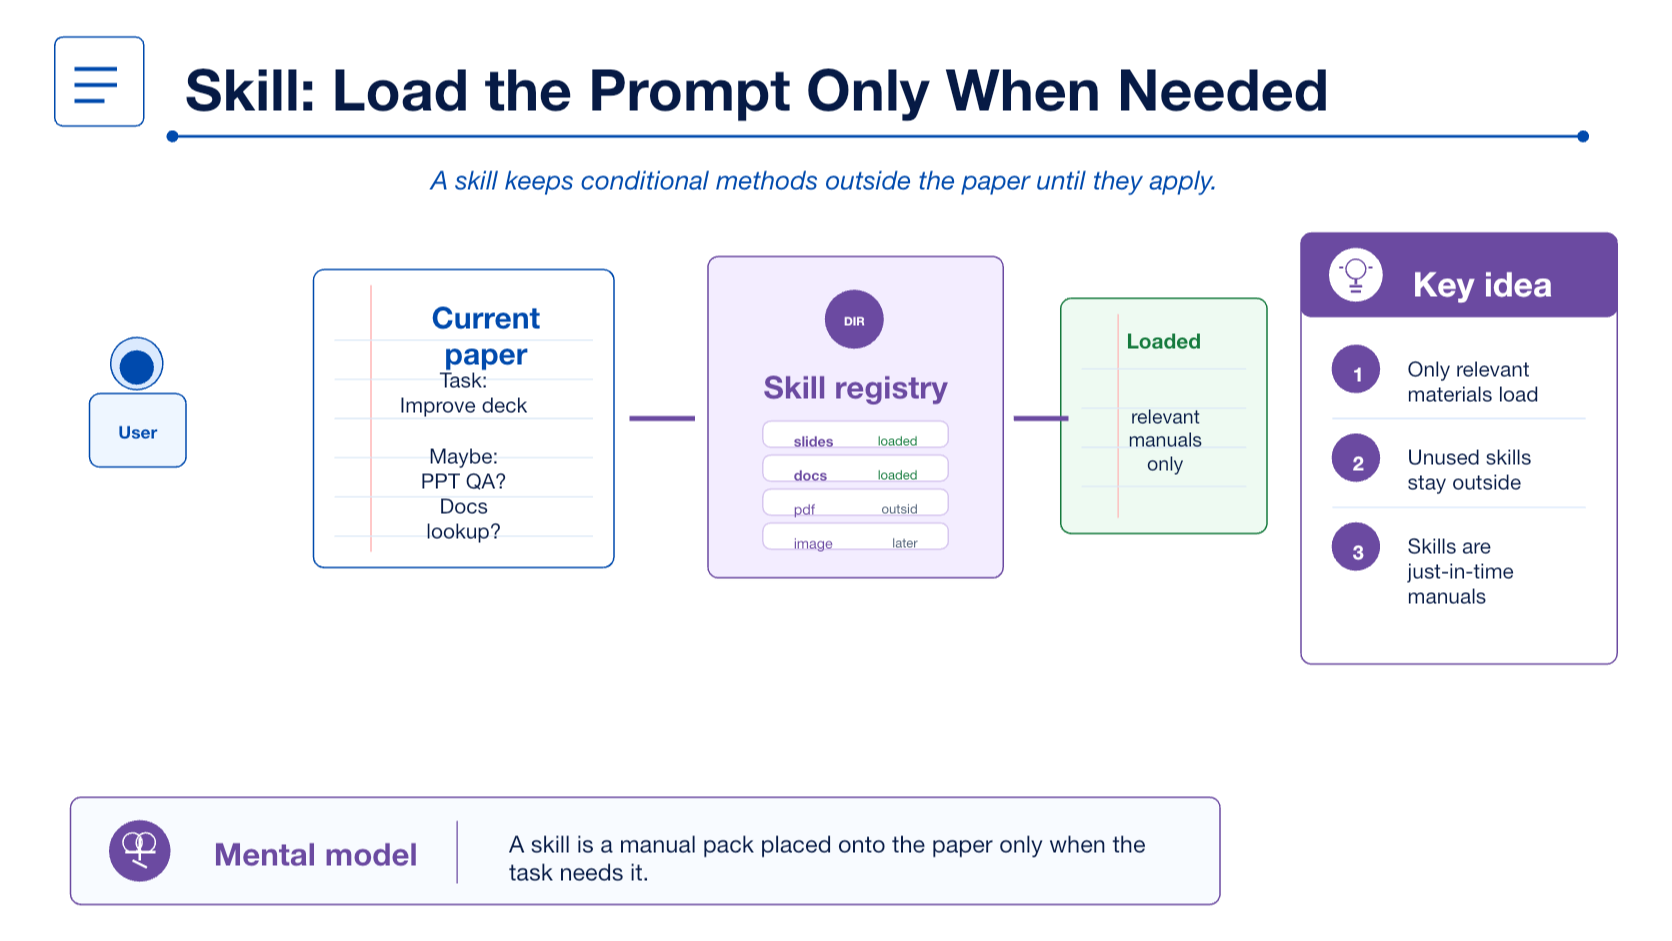 Skill: Load the Prompt Only When Needed
A skill keeps conditional methods outside the paper until they apply.
User
Current
paper
Task:
Improve deck
Maybe:
PPT QA?
Docs
lookup?
DIR
Skill registry
slides loaded
docs loaded
pdf outsid
image later
Loaded
relevant
manuals
only
Key idea
1 Only relevant
materials load
2 Unused skills
stay outside
3 Skills are
just-in-time
manuals
Mental model
A skill is a manual pack placed onto the paper only when the
task needs it.